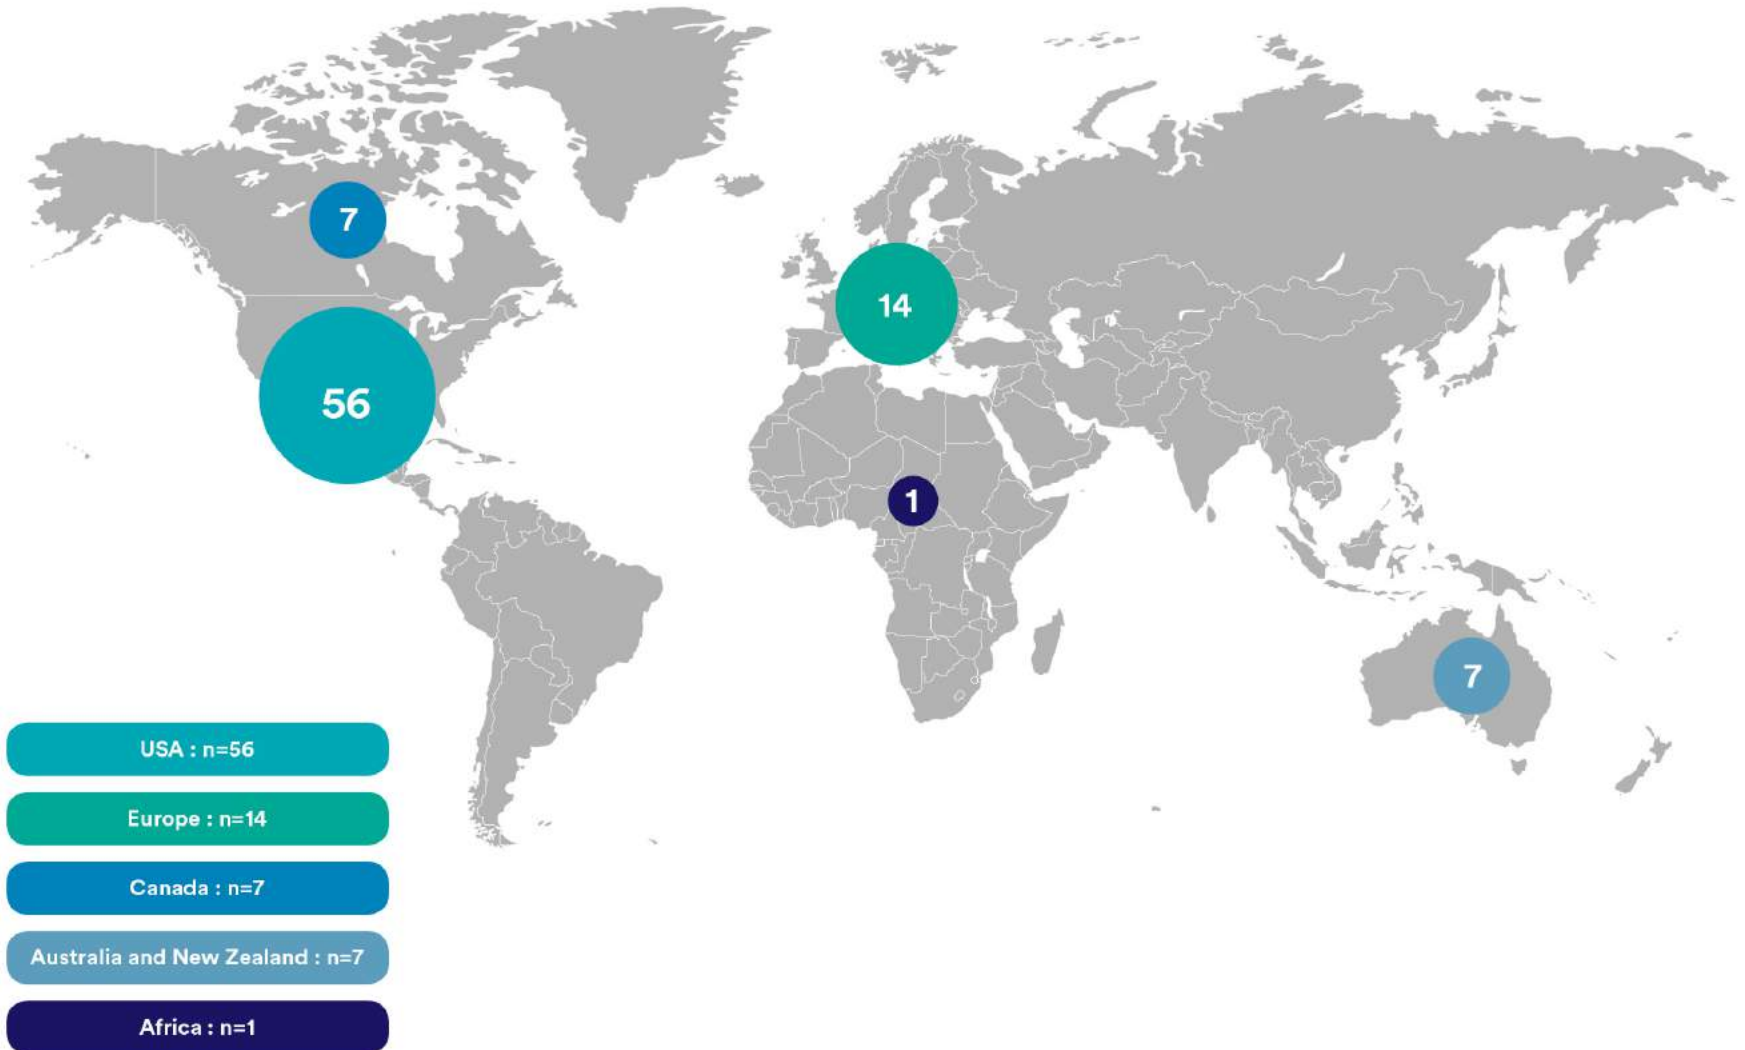 7
14
56
1
7
USA : n=56
Europe : n=14
Canada : n=7
Australia and New Zealand : n=7
Africa : n=1